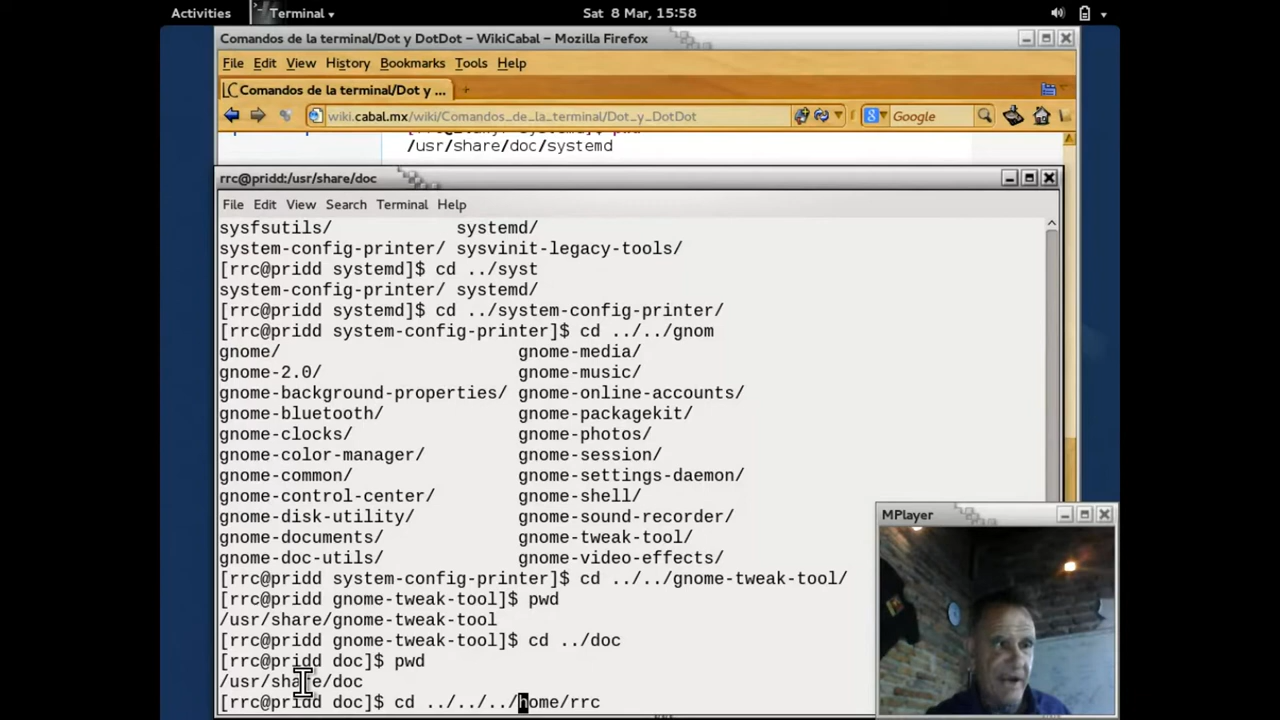 Activities Terminal Sat 8 Mar, 15:58
Comandos de la terminal/Dot y DotDot – WikiCabal – Mozilla Firefox
File Edit View History Bookmarks Tools Help
Comandos de la terminal/Dot y ...
wiki.cabal.mx/wiki/Comandos_de_la_terminal/Dot_y_DotDot Google
/usr/share/doc/systemd
rrc@pridd:/usr/share/doc
File Edit View Search Terminal Help
sysfsutils/ systemd/
system-config-printer/ sysvinit-legacy-tools/
[rrc@pridd systemd]$ cd ../syst
system-config-printer/ systemd/
[rrc@pridd systemd]$ cd ../system-config-printer/
[rrc@pridd system-config-printer]$ cd ../../gnom
gnome/ gnome-media/
gnome-2.0/ gnome-music/
gnome-background-properties/ gnome-online-accounts/
gnome-bluetooth/ gnome-packagekit/
gnome-clocks/ gnome-photos/
gnome-color-manager/ gnome-session/
gnome-common/ gnome-settings-daemon/
gnome-control-center/ gnome-shell/
gnome-disk-utility/ gnome-sound-recorder/
gnome-documents/ gnome-tweak-tool/
gnome-doc-utils/ gnome-video-effects/
[rrc@pridd system-config-printer]$ cd ../../gnome-tweak-tool/
[rrc@pridd gnome-tweak-tool]$ pwd
/usr/share/gnome-tweak-tool
[rrc@pridd gnome-tweak-tool]$ cd ../doc
[rrc@pridd doc]$ pwd
/usr/share/doc
[rrc@pridd doc]$ cd ../../../home/rrc
MPlayer